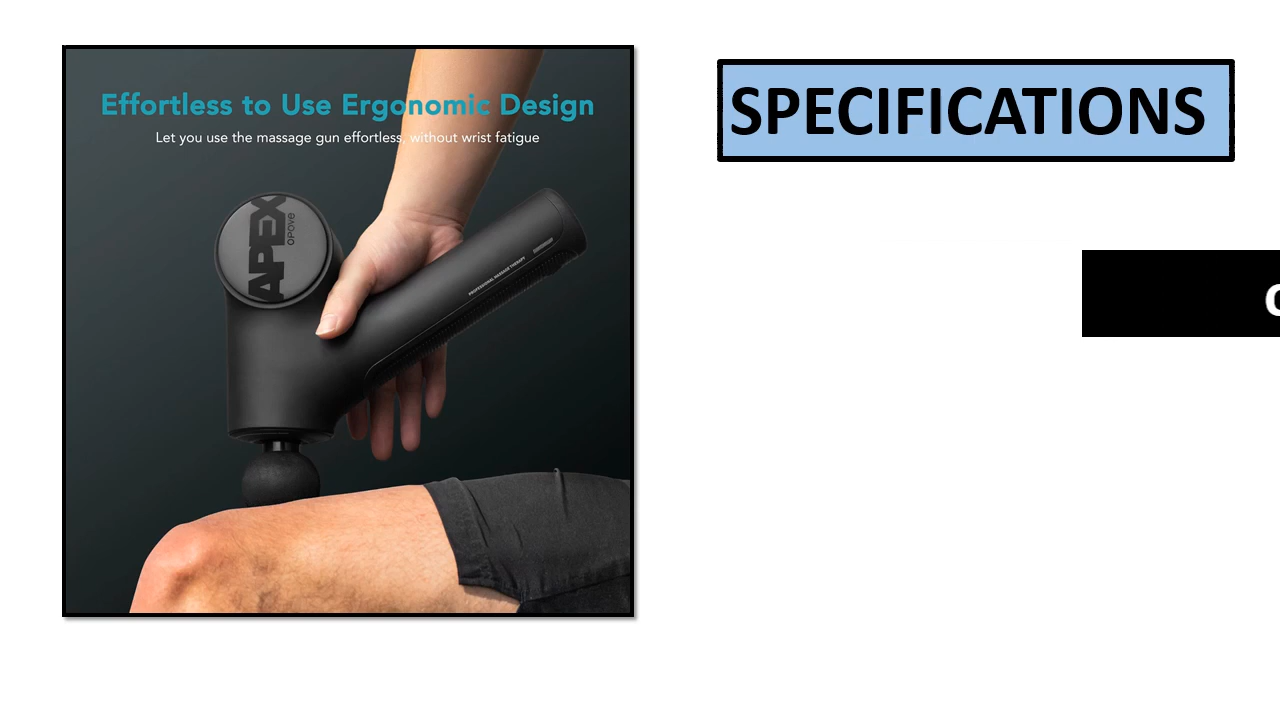 Effortless to Use Ergonomic Design
Let you use the massage gun effortless, without wrist fatigue
APEX
opove
PROFESSIONAL MASSAGE THERAPY
SPECIFICATIONS